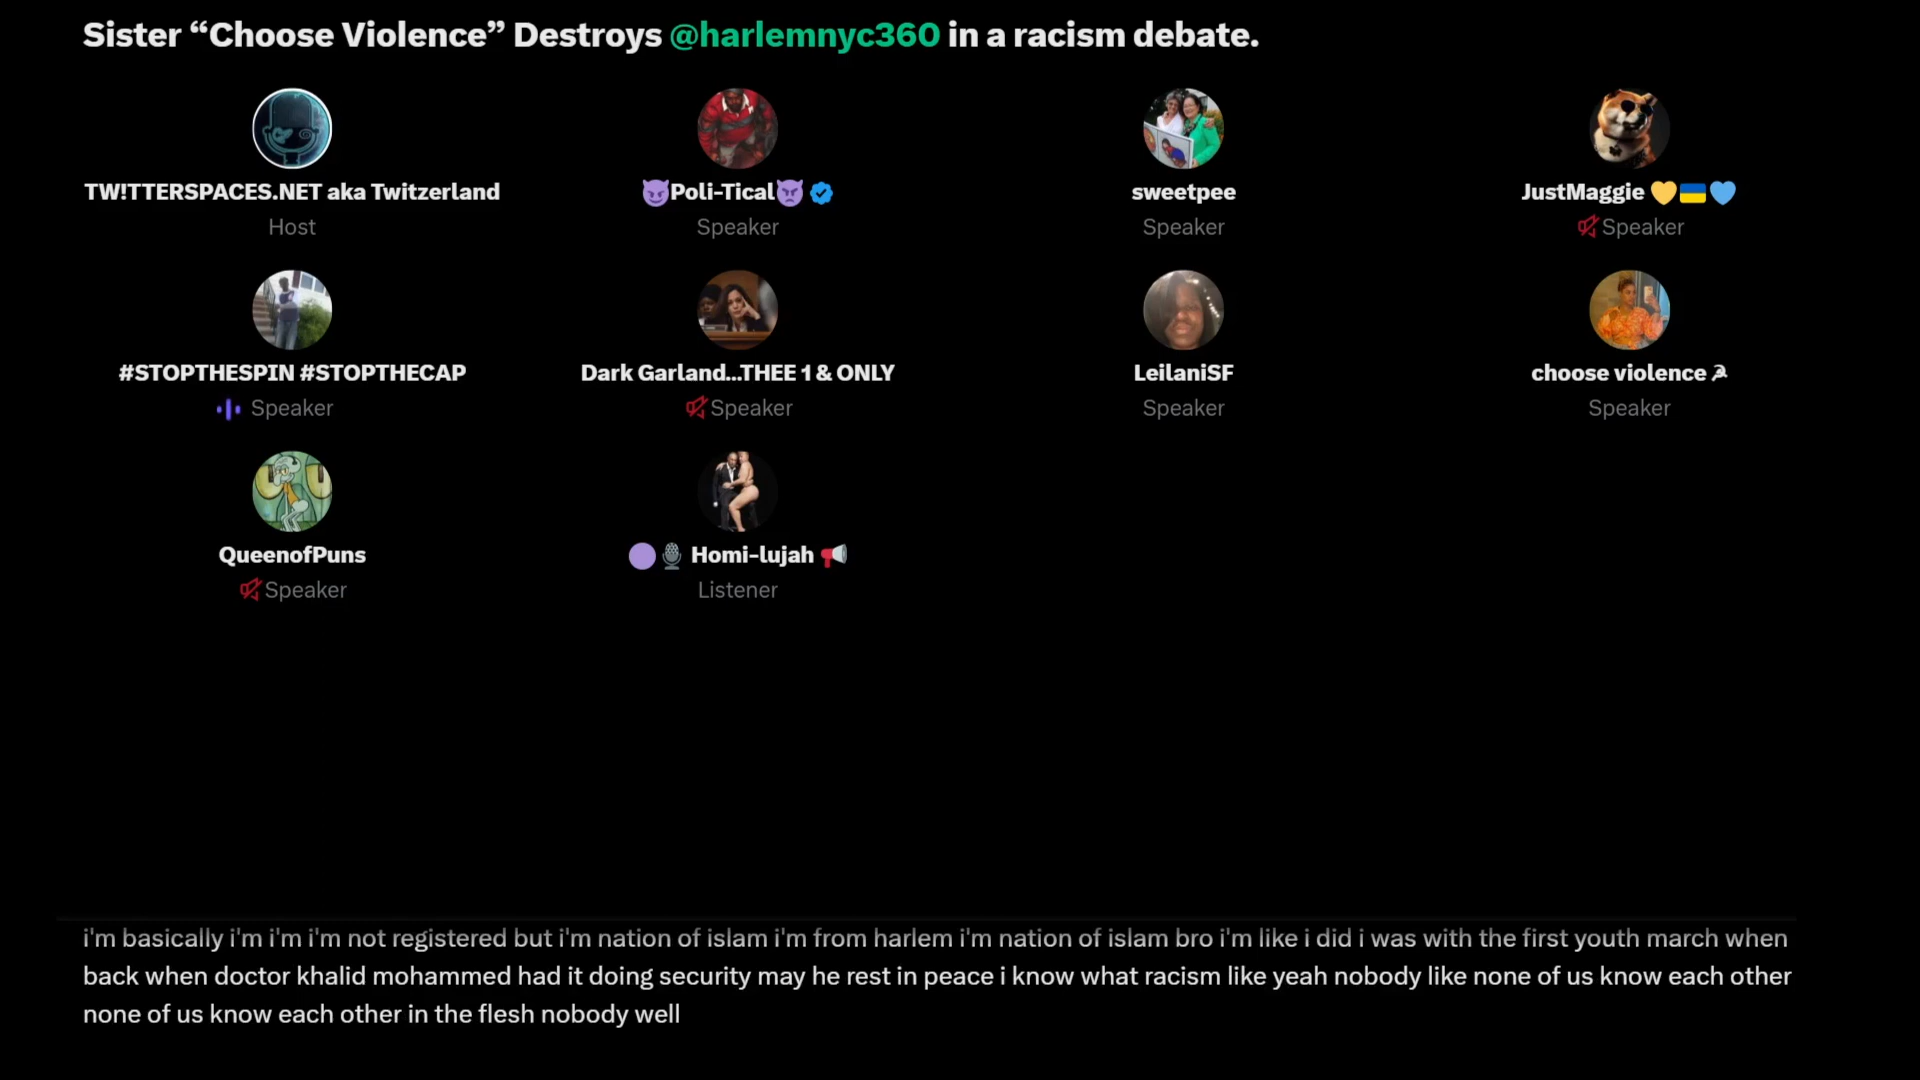 Sister “Choose Violence” Destroys @harlemnyc360 in a racism debate.
TW!TTERSPACES.NET aka Twitzerland
Host
😈Poli-Tical👿
Speaker
sweetpee
Speaker
JustMaggie 💛🇺🇦💙
Speaker
#STOPTHESPIN #STOPTHECAP
Speaker
Dark Garland...THEE 1 & ONLY
Speaker
LeilaniSF
Speaker
choose violence ☭
Speaker
QueenofPuns
Speaker
🟣🎙 Homi-lujah 📢
Listener
i'm basically i'm i'm i'm not registered but i'm nation of islam i'm from harlem i'm nation of islam bro i'm like i did i was with the first youth march when
back when doctor khalid mohammed had it doing security may he rest in peace i know what racism like yeah nobody like none of us know each other
none of us know each other in the flesh nobody well